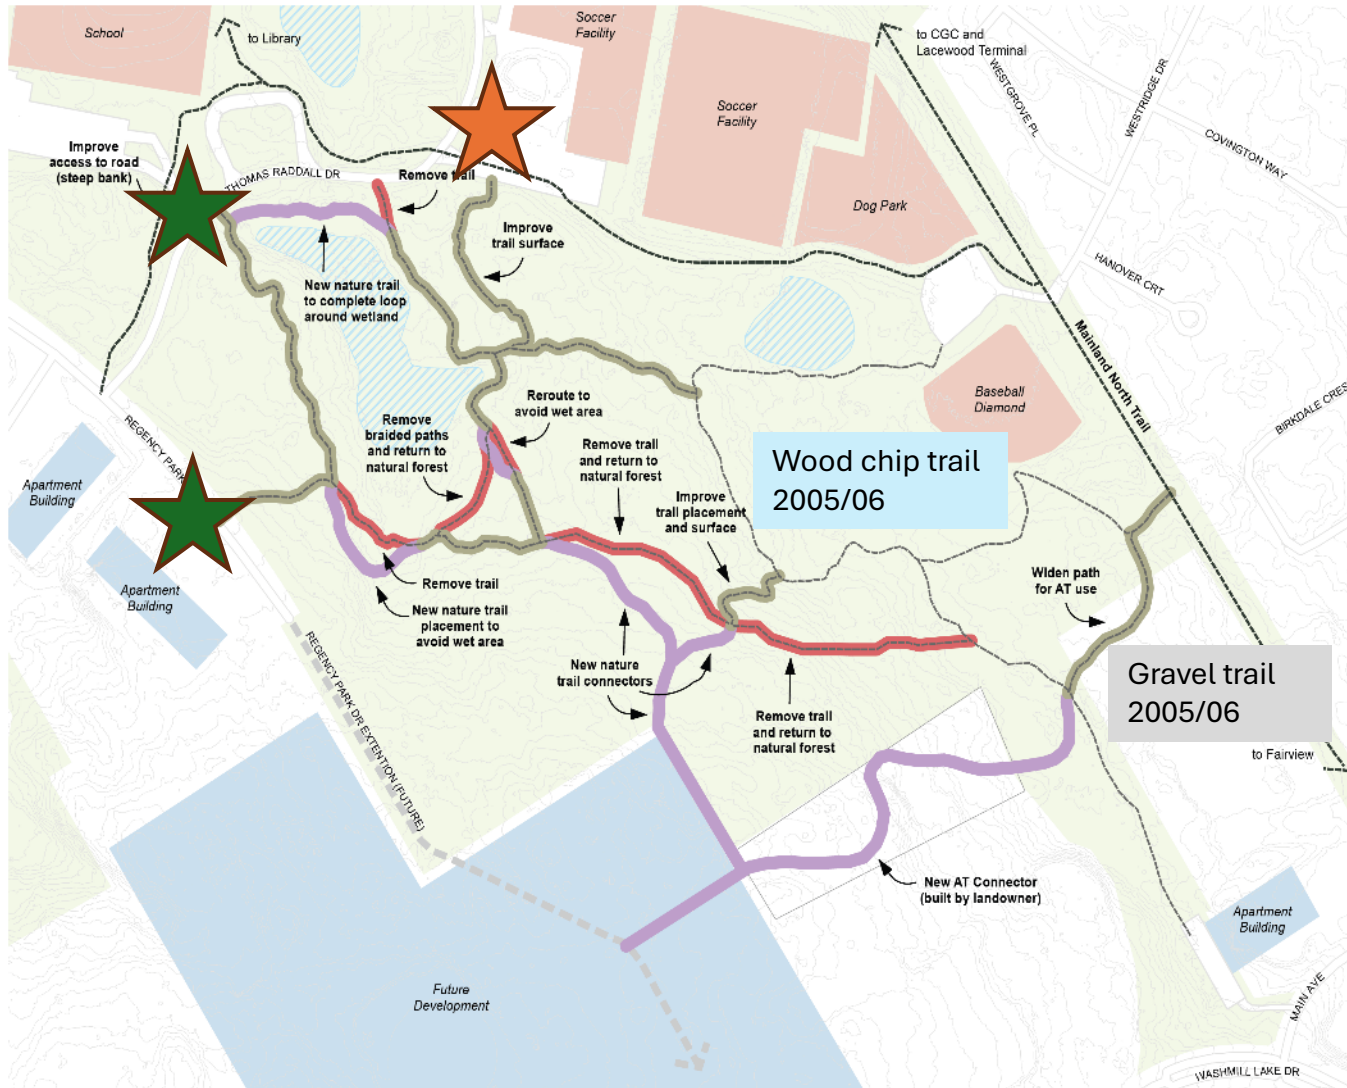 School
to Library
Soccer
Facility
to CGC and
Lacewood Terminal
WESTGROVE PL
WESTRIDGE DR
COVINGTON WAY
Soccer
Facility
Improve
access to road
(steep bank)
THOMAS RADDALL DR
Remove trail
Dog Park
Improve
trail surface
HANOVER CRT
New nature trail
to complete loop
around wetland
Mainland North Trail
BIRKDALE CRES
Baseball
Diamond
Reroute to
avoid wet area
REGENCY PARK
Remove
braided paths
and return to
natural forest
Remove trail
and return to
natural forest
Wood chip trail
2005/06
Apartment
Building
Improve
trail placement
and surface
Apartment
Building
Remove trail
New nature trail
placement to
avoid wet area
Widen path
for AT use
REGENCY PARK DR EXTENTION (FUTURE)
New nature
trail connectors
Gravel trail
2005/06
Remove trail
and return to
natural forest
to Fairview
New AT Connector
(built by landowner)
Apartment
Building
Future
Development
MAIN AVE
WASHMILL LAKE DR